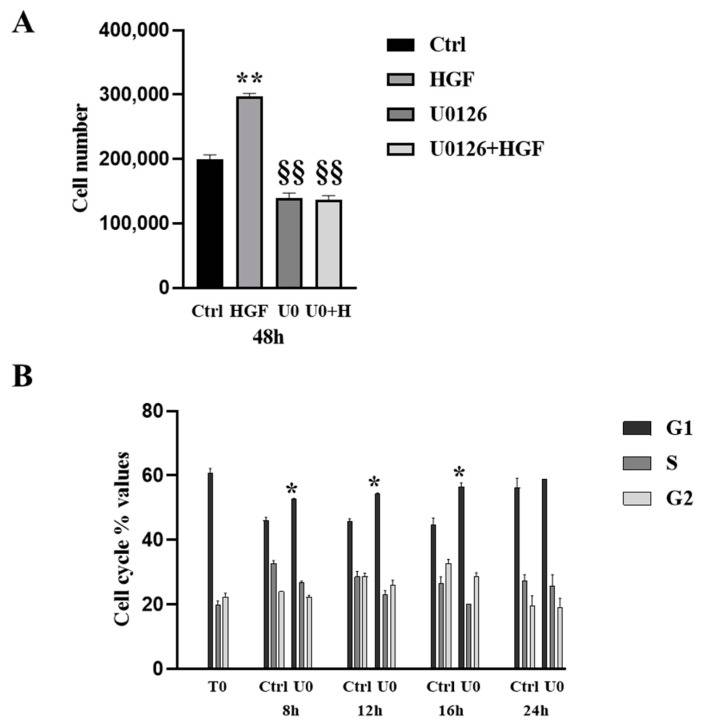 A
400,000
300,000
200,000
100,000
0
Cell number
**
§§ §§
Ctrl HGF U0 U0+H
48h
Ctrl
HGF
U0126
U0126+HGF
B
80
60
40
20
0
Cell cycle % values
* * *
T0 Ctrl U0 Ctrl U0 Ctrl U0 Ctrl U0
8h 12h 16h 24h
G1
S
G2